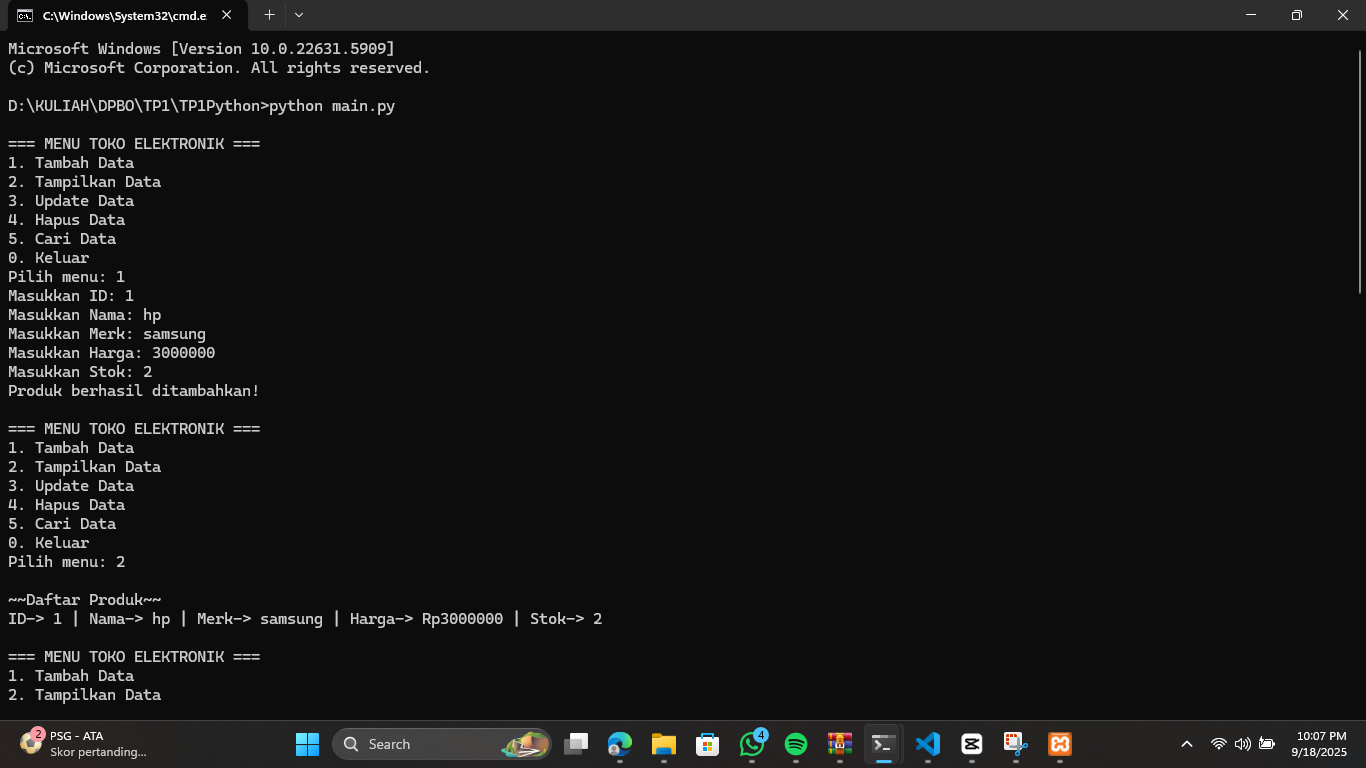 C:\Windows\System32\cmd.e
Microsoft Windows [Version 10.0.22631.5909]
(c) Microsoft Corporation. All rights reserved.
D:\KULIAH\DPBO\TP1\TP1Python>python main.py
=== MENU TOKO ELEKTRONIK ===
1. Tambah Data
2. Tampilkan Data
3. Update Data
4. Hapus Data
5. Cari Data
0. Keluar
Pilih menu: 1
Masukkan ID: 1
Masukkan Nama: hp
Masukkan Merk: samsung
Masukkan Harga: 3000000
Masukkan Stok: 2
Produk berhasil ditambahkan!
=== MENU TOKO ELEKTRONIK ===
1. Tambah Data
2. Tampilkan Data
3. Update Data
4. Hapus Data
5. Cari Data
0. Keluar
Pilih menu: 2
~~Daftar Produk~~
ID-> 1 | Nama-> hp | Merk-> samsung | Harga-> Rp3000000 | Stok-> 2
=== MENU TOKO ELEKTRONIK ===
1. Tambah Data
2. Tampilkan Data
2
PSG - ATA
Skor pertanding...
Search
4
10:07 PM
9/18/2025